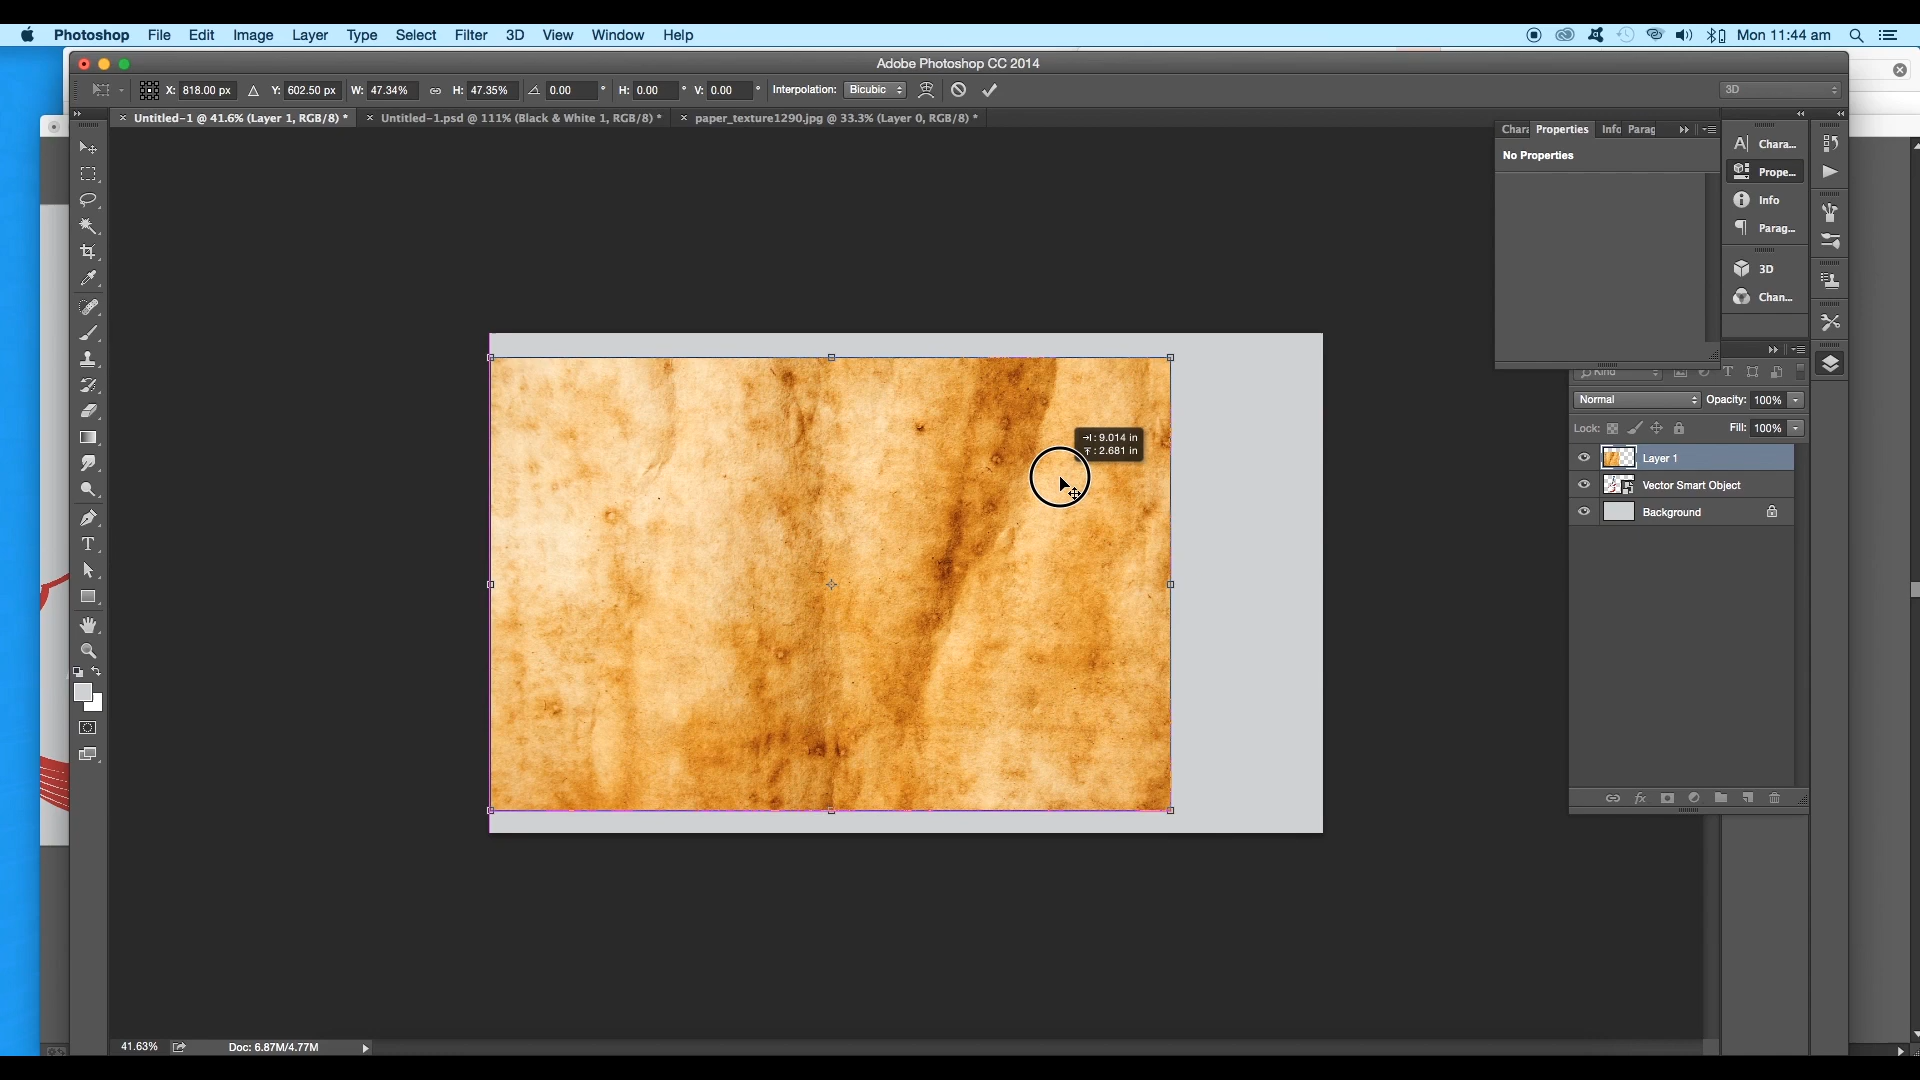 Photoshop File Edit Image Layer Type Select Filter 3D View Window Help Mon 11:44 am
Adobe Photoshop CC 2014
X: 818.00 px Y: 602.50 px W: 47.34% H: 47.35% 0.00 ° H: 0.00 ° V: 0.00 ° Interpolation: Bicubic 3D
× Untitled-1 @ 41.6% (Layer 1, RGB/8) * × Untitled-1.psd @ 111% (Black & White 1, RGB/8) * × paper_texture1290.jpg @ 33.3% (Layer 0, RGB/8) *
Chara Properties Info Parag
No Properties
Chara...
Prope...
Info
Parag...
3D
Chan...
Kind
Normal Opacity: 100%
Lock: Fill: 100%
Layer 1
Vector Smart Object
Background
→|: 9.014 in
: 2.681 in
41.63% Doc: 6.87M/4.77M